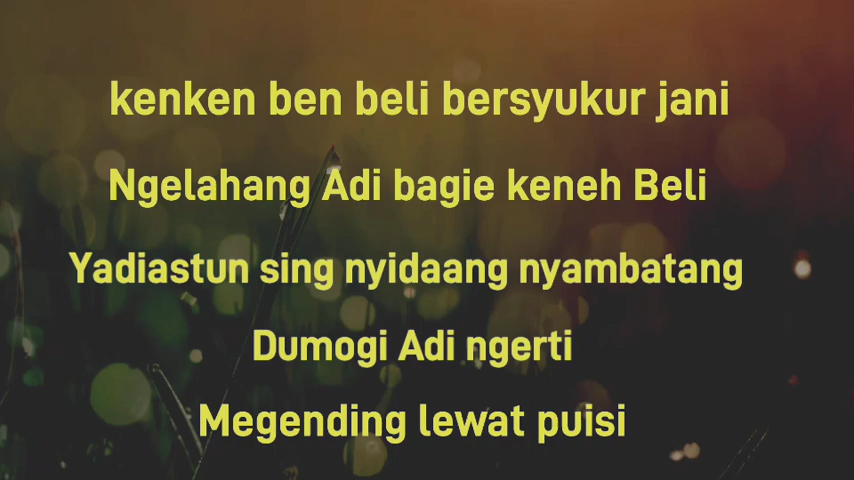 kenken ben beli bersyukur jani
Ngelahang Adi bagie keneh Beli
Yadiastun sing nyidaang nyambatang
Dumogi Adi ngerti
Megending lewat puisi